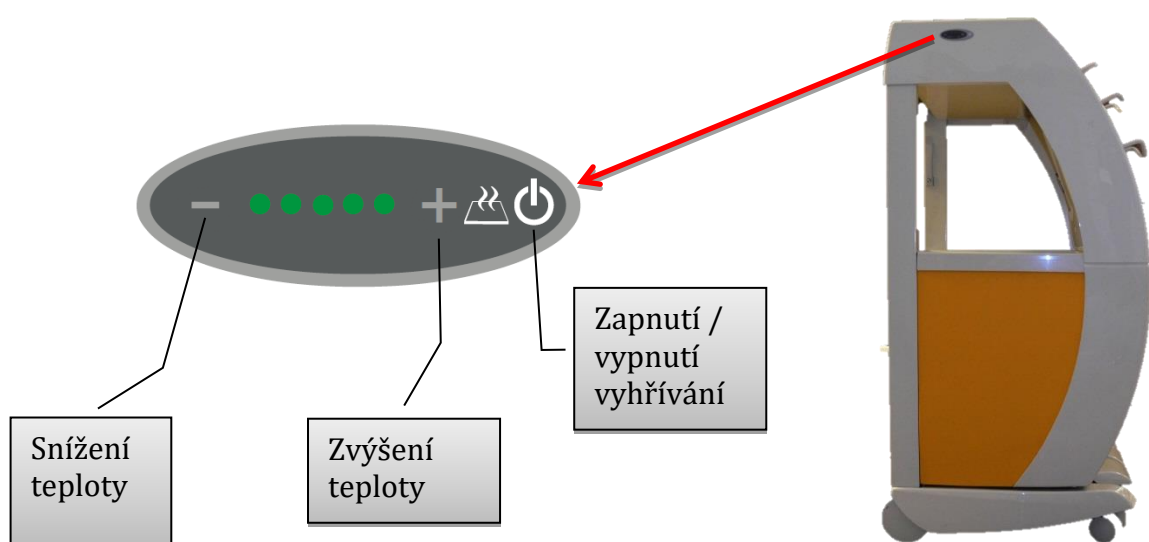 Zapnutí /
vypnutí
vyhřívání
Snížení
teploty
Zvýšení
teploty